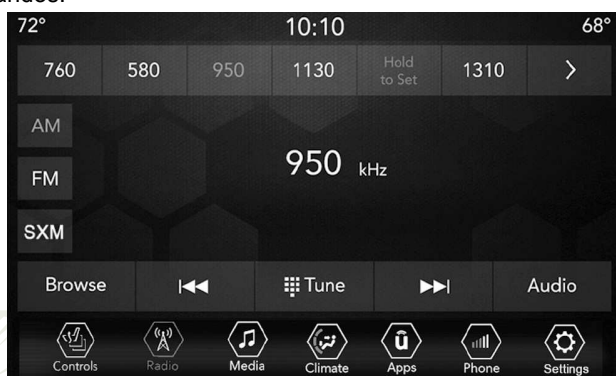 72° 10:10 68°
760 580 950 1130 Hold to Set 1310
AM
950 kHz
FM
SXM
Browse Tune Audio
Controls Radio Media Climate Apps Phone Settings